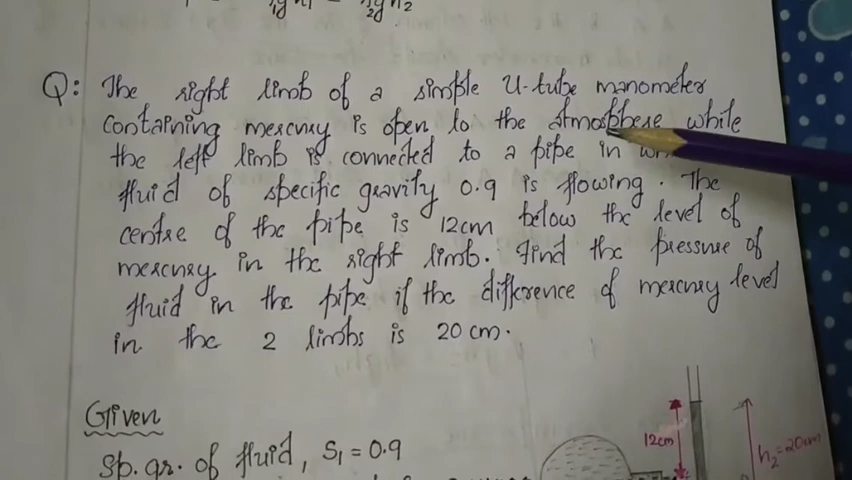 Q: The right limb of a simple U-tube manometer
containing mercury is open to the atmosphere while
the left limb is connected to a pipe in
fluid of specific gravity 0.9 is flowing. The
centre of the pipe is 12cm below the level of
mercury in the right limb. Find the pressure of
fluid in the pipe if the difference of mercury level
in the 2 limbs is 20 cm.
Given
Sp. gr. of fluid, S₁ = 0.9
12cm
h₂=20cm